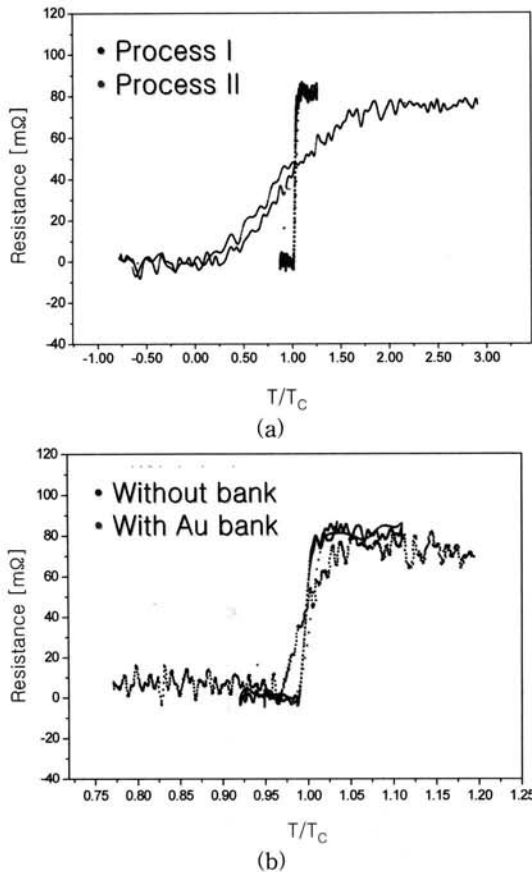 120
100
80
60
40
20
0
-20
-40
Resistance [mΩ]
• Process I
• Process II
-1.00 -0.50 0.00 0.50 1.00 1.50 2.00 2.50 3.00
T/T_C
(a)
120
100
80
60
40
20
0
-20
-40
Resistance [mΩ]
• Without bank
• With Au bank
0.75 0.80 0.85 0.90 0.95 1.00 1.05 1.10 1.15 1.20 1.25
T/T_C
(b)